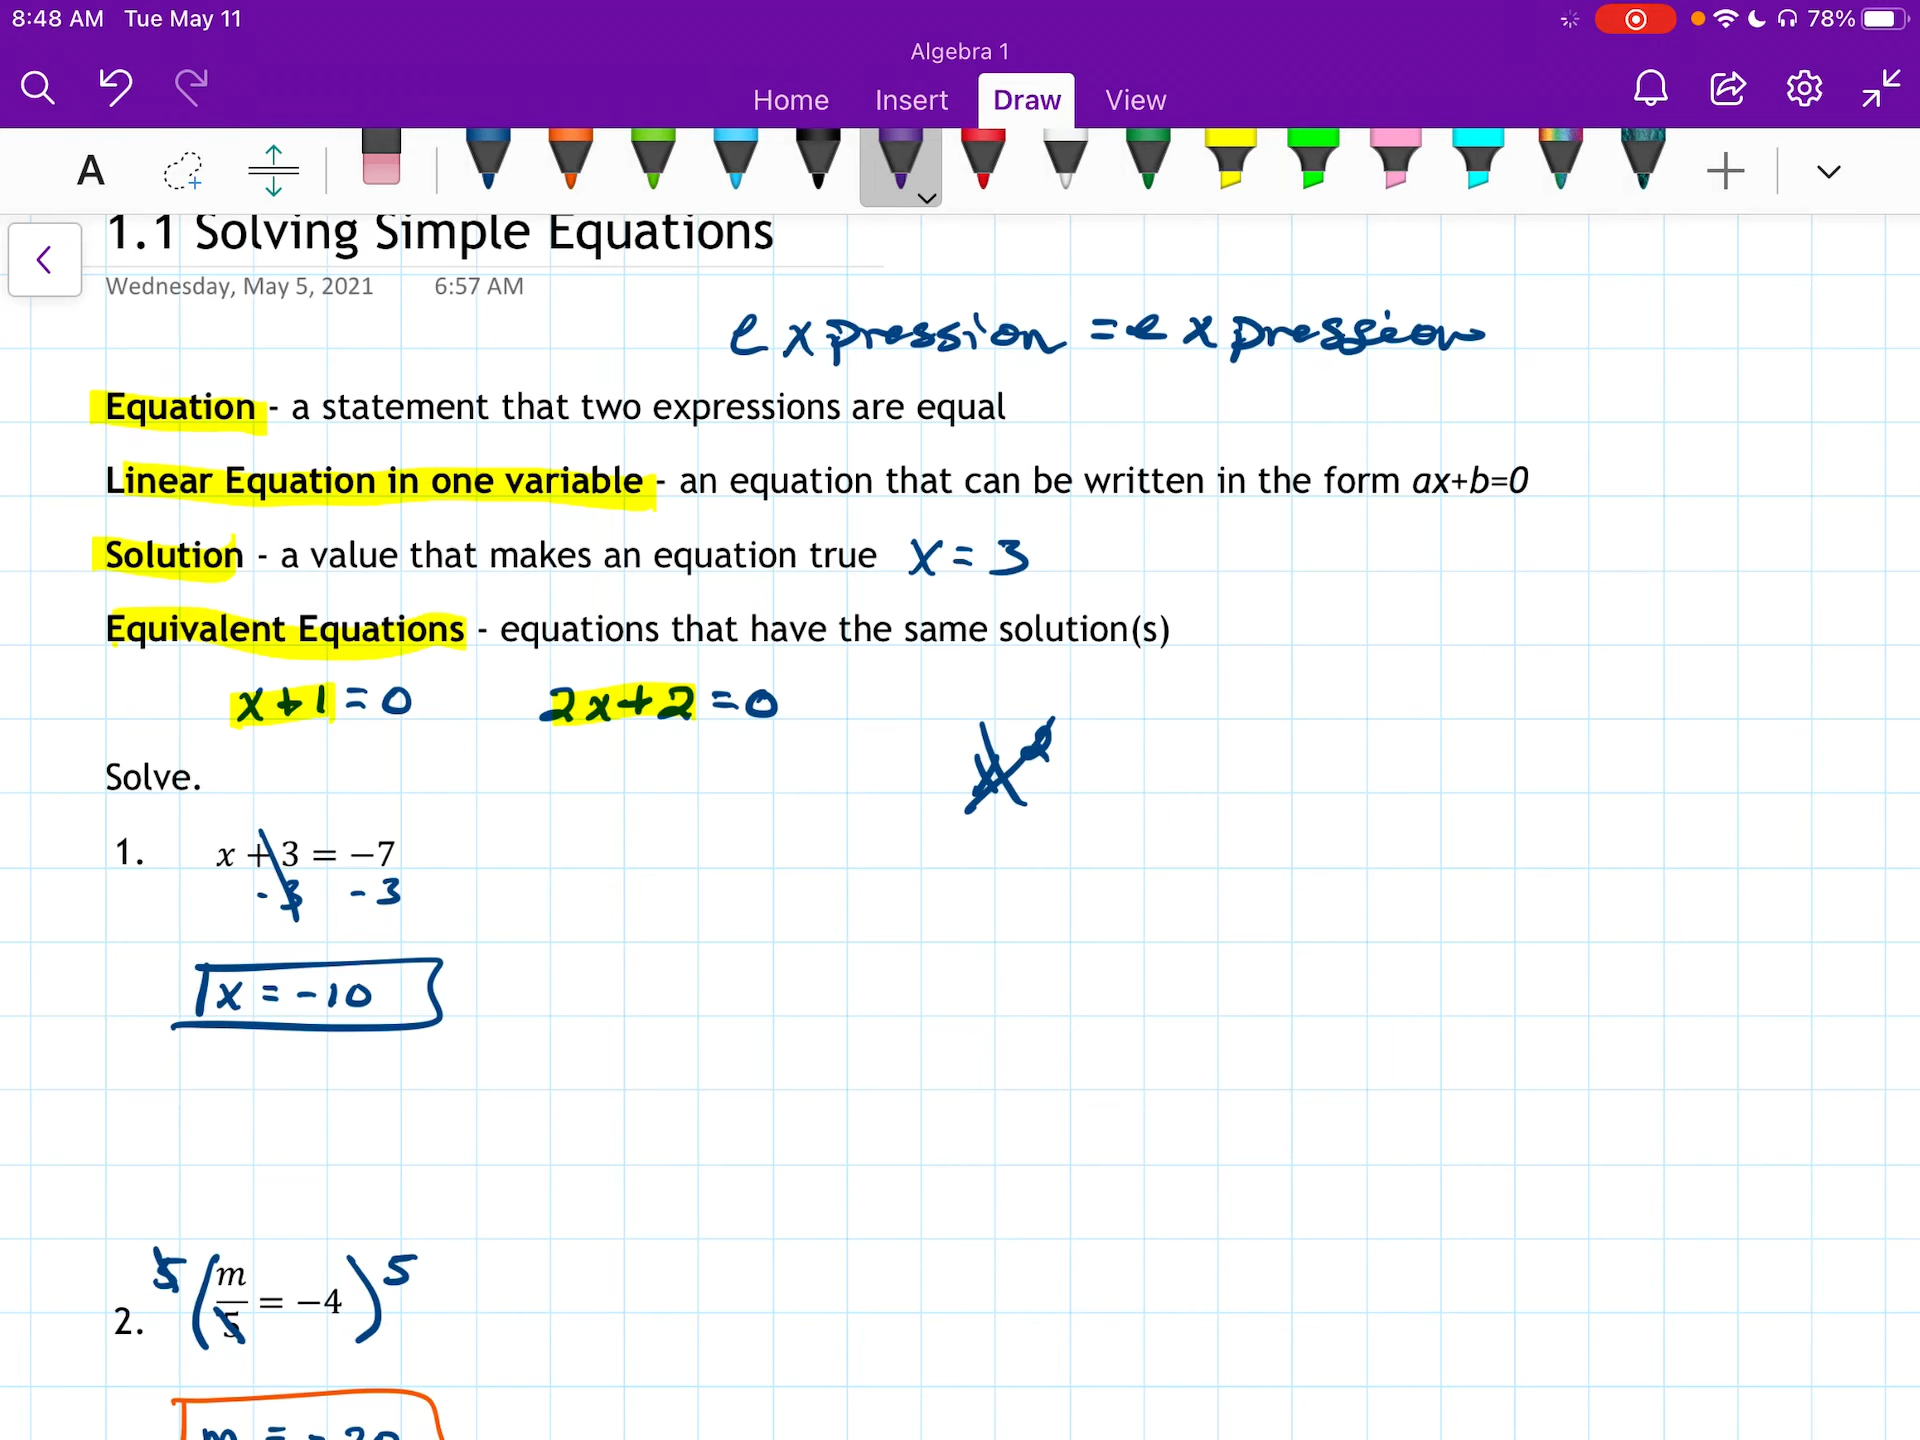 8:48 AM Tue May 11
78%
Algebra 1
Home Insert Draw View
A
1.1 Solving Simple Equations
Wednesday, May 5, 2021 6:57 AM
expression = expression
Equation - a statement that two expressions are equal
Linear Equation in one variable - an equation that can be written in the form ax+b=0
Solution - a value that makes an equation true x = 3
Equivalent Equations - equations that have the same solution(s)
x+1 = 0 2x+2 = 0
Solve.
1. x + 3 = −7
- 3 - 3
x = -10
5 ( m/5 = −4 ) 5
2.
m = -20